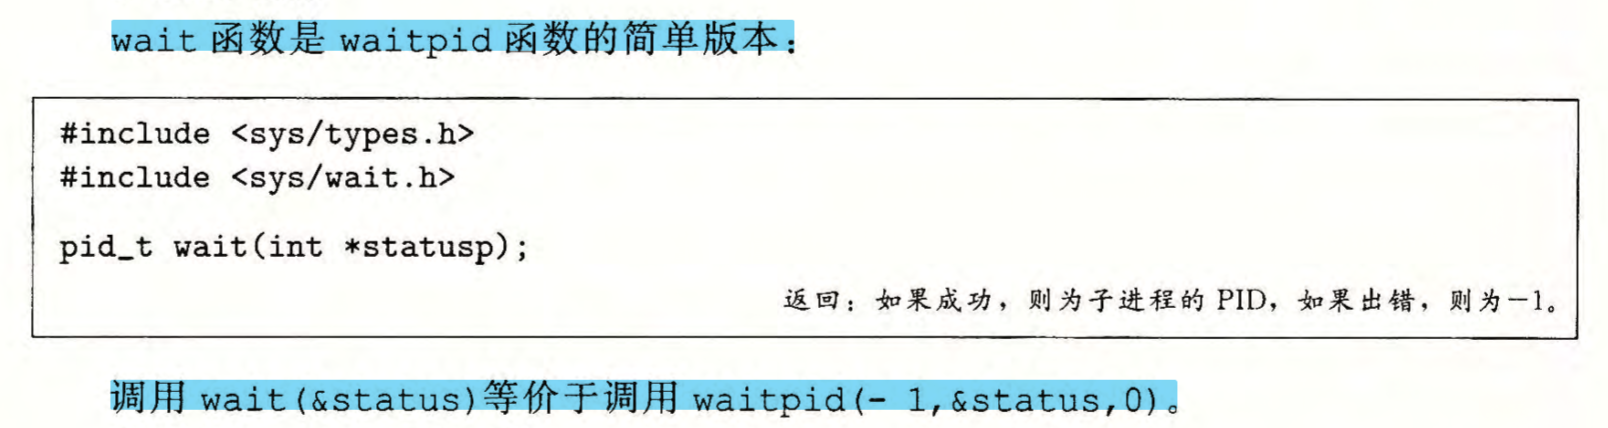 wait 函数是 waitpid 函数的简单版本：
#include <sys/types.h>
#include <sys/wait.h>
pid_t wait(int *statusp);
返回：如果成功，则为子进程的 PID，如果出错，则为－1。
调用 wait(&status)等价于调用 waitpid(- 1,&status,0)。